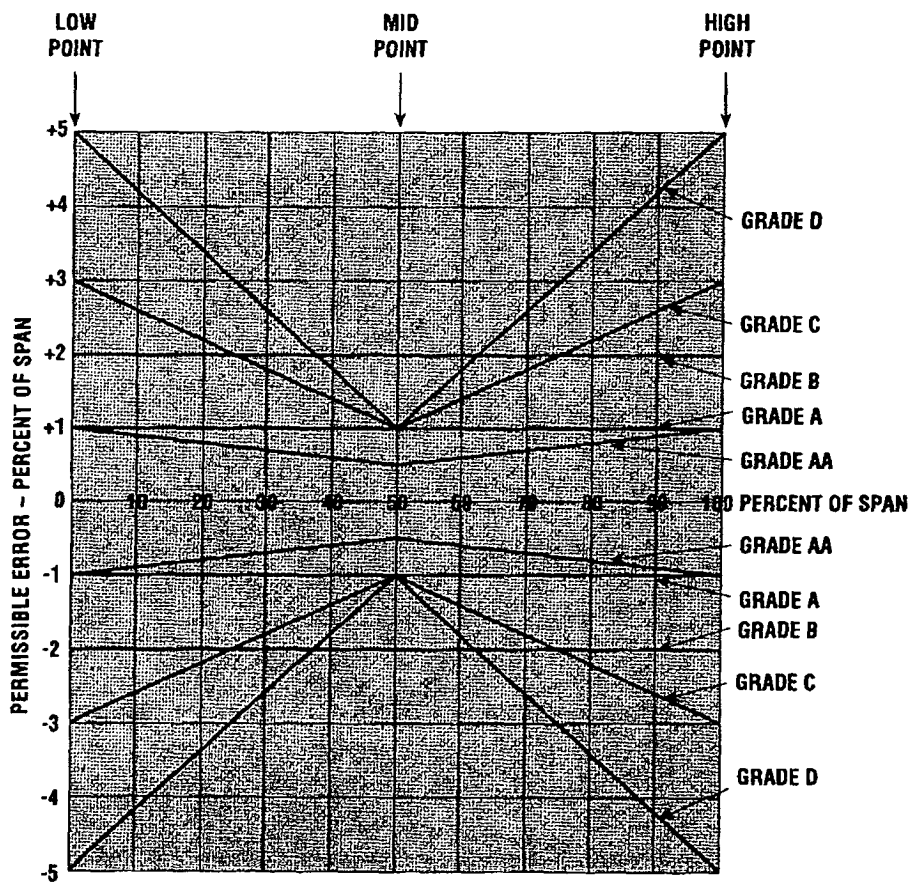 LOW
POINT
MID
POINT
HIGH
POINT
+5
+4
+3
+2
+1
0
-1
-2
-3
-4
-5
PERMISSIBLE ERROR - PERCENT OF SPAN
10 20 30 40 50 60 70 80 90 100 PERCENT OF SPAN
GRADE D
GRADE C
GRADE B
GRADE A
GRADE AA
GRADE AA
GRADE A
GRADE B
GRADE C
GRADE D